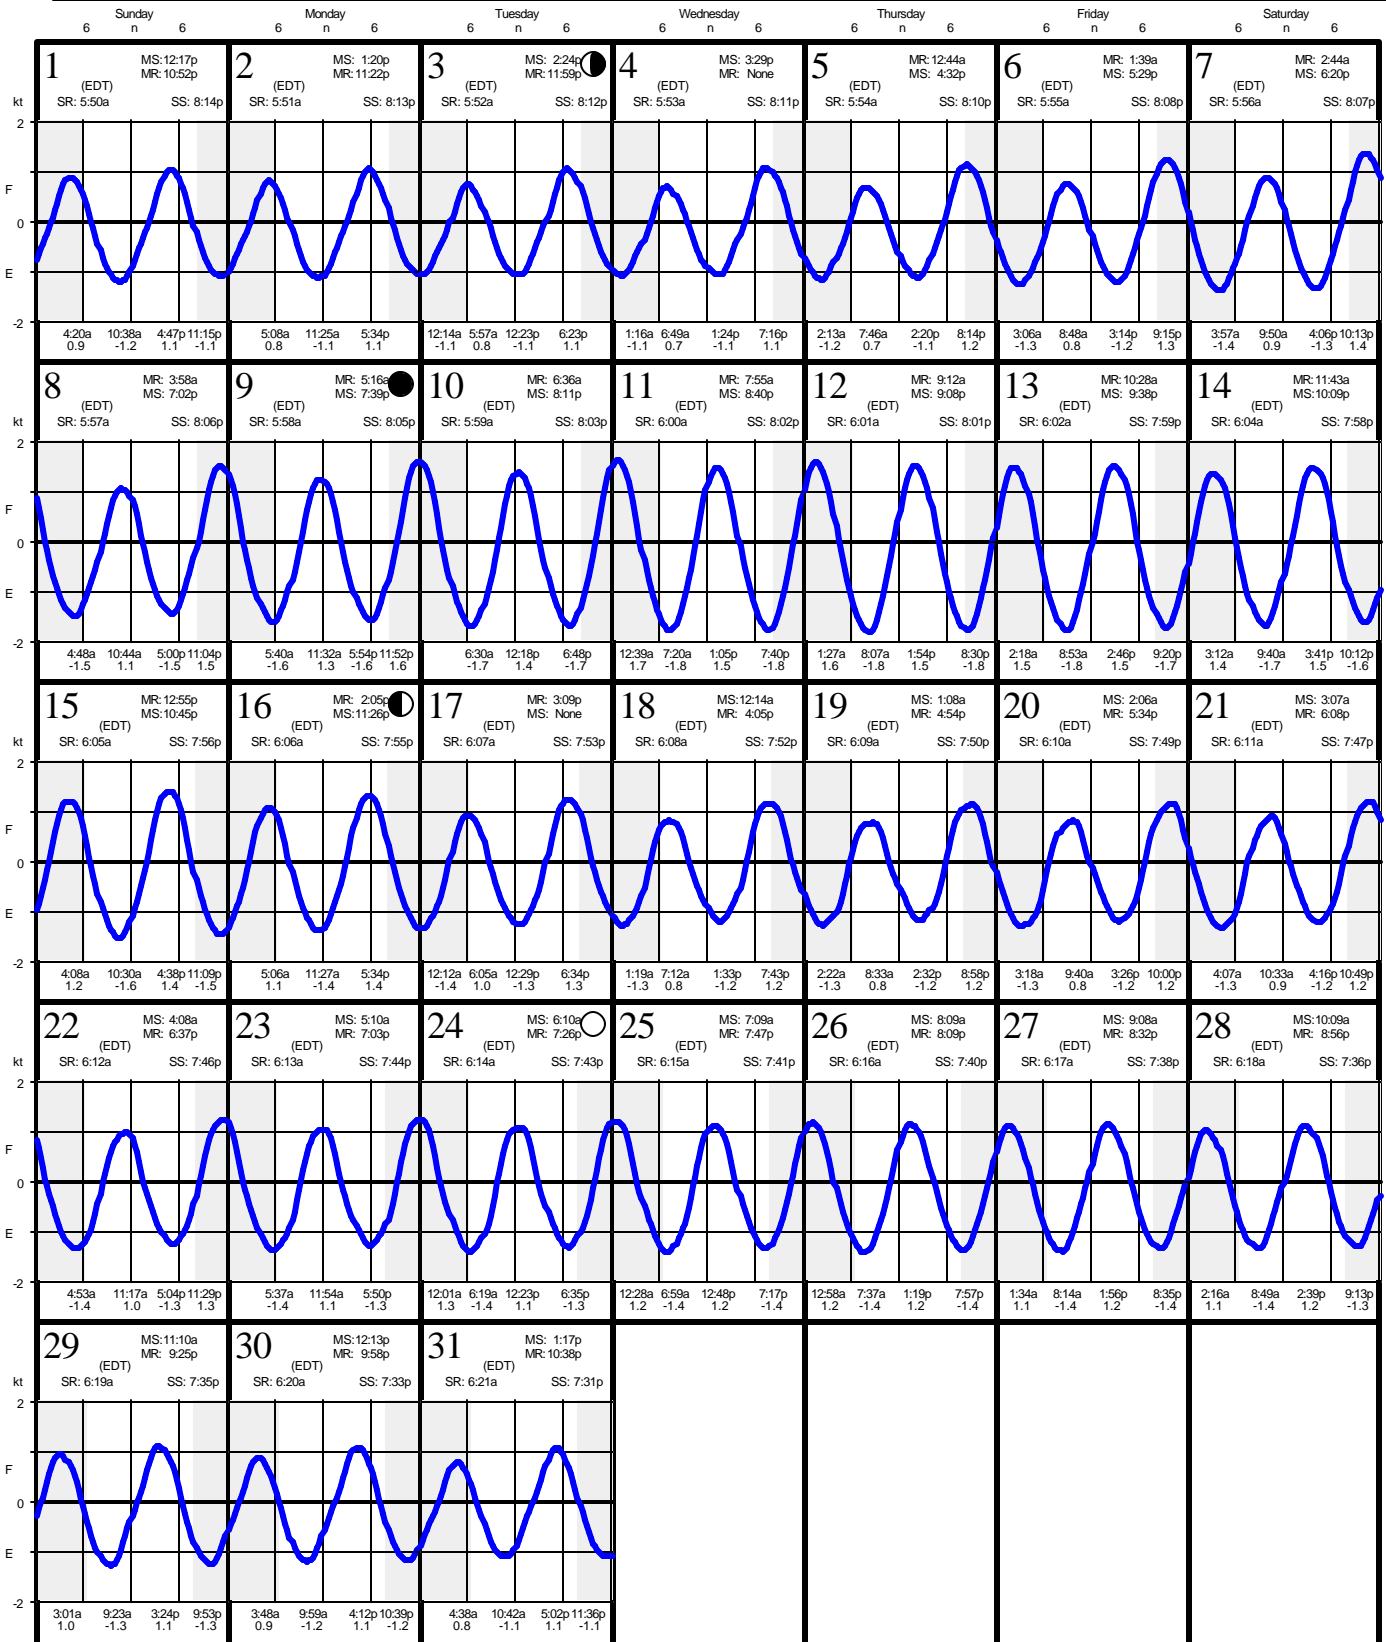 Sunday Monday Tuesday Wednesday Thursday Friday Saturday
6 n 6 6 n 6 6 n 6 6 n 6 6 n 6 6 n 6 6 n 6
1 MS:12:17p 2 MS: 1:20p 3 MS: 2:24p 4 MS: 3:29p 5 MR:12:44a 6 MR: 1:39a 7 MR: 2:44a
MR:10:52p MR:11:22p MR:11:59p MR: None MS: 4:32p MS: 5:29p MS: 6:20p
(EDT) (EDT) (EDT) (EDT) (EDT) (EDT) (EDT)
kt SR: 5:50a SS: 8:14p SR: 5:51a SS: 8:13p SR: 5:52a SS: 8:12p SR: 5:53a SS: 8:11p SR: 5:54a SS: 8:10p SR: 5:55a SS: 8:08p SR: 5:56a SS: 8:07p
2
F
0
E
-2
4:20a 10:38a 4:47p 11:15p 5:08a 11:25a 5:34p 12:14a 5:57a 12:23p 6:23p 1:16a 6:49a 1:24p 7:16p 2:13a 7:46a 2:20p 8:14p 3:06a 8:48a 3:14p 9:15p 3:57a 9:50a 4:06p 10:13p
0.9 -1.2 1.1 -1.1 0.8 -1.1 1.1 -1.1 0.8 -1.1 1.1 -1.1 0.7 -1.1 1.1 -1.2 0.7 -1.1 1.2 -1.3 0.8 -1.2 1.3 -1.4 0.9 -1.3 1.4
8 MR: 3:58a 9 MR: 5:16a 10 MR: 6:36a 11 MR: 7:55a 12 MR: 9:12a 13 MR:10:28a 14 MR:11:43a
MS: 7:02p MS: 7:39p MS: 8:11p MS: 8:40p MS: 9:08p MS: 9:38p MS:10:09p
(EDT) (EDT) (EDT) (EDT) (EDT) (EDT) (EDT)
kt SR: 5:57a SS: 8:06p SR: 5:58a SS: 8:05p SR: 5:59a SS: 8:03p SR: 6:00a SS: 8:02p SR: 6:01a SS: 8:01p SR: 6:02a SS: 7:59p SR: 6:04a SS: 7:58p
2
F
0
E
-2
4:48a 10:44a 5:00p 11:04p 5:40a 11:32a 5:54p 11:52p 6:30a 12:18p 6:48p 12:39a 7:20a 1:05p 7:40p 1:27a 8:07a 1:54p 8:30p 2:18a 8:53a 2:46p 9:20p 3:12a 9:40a 3:41p 10:12p
-1.5 1.1 -1.5 1.5 -1.6 1.3 -1.6 1.6 -1.7 1.4 -1.7 1.7 -1.8 1.5 -1.8 1.6 -1.8 1.5 -1.8 1.5 -1.8 1.5 -1.7 1.4 -1.7 1.5 -1.6
15 MR:12:55p 16 MR: 2:05p 17 MR: 3:09p 18 MS:12:14a 19 MS: 1:08a 20 MS: 2:06a 21 MS: 3:07a
MS:10:45p MS:11:26p MS: None MR: 4:05p MR: 4:54p MR: 5:34p MR: 6:08p
(EDT) (EDT) (EDT) (EDT) (EDT) (EDT) (EDT)
kt SR: 6:05a SS: 7:56p SR: 6:06a SS: 7:55p SR: 6:07a SS: 7:53p SR: 6:08a SS: 7:52p SR: 6:09a SS: 7:50p SR: 6:10a SS: 7:49p SR: 6:11a SS: 7:47p
2
F
0
E
-2
4:08a 10:30a 4:38p 11:09p 5:06a 11:27a 5:34p 12:12a 6:05a 12:29p 6:34p 1:19a 7:12a 1:33p 7:43p 2:22a 8:33a 2:32p 8:58p 3:18a 9:40a 3:26p 10:00p 4:07a 10:33a 4:16p 10:49p
1.2 -1.6 1.4 -1.5 1.1 -1.4 1.4 -1.4 1.0 -1.3 1.3 -1.3 0.8 -1.2 1.2 -1.3 0.8 -1.2 1.2 -1.3 0.8 -1.2 1.2 -1.3 0.9 -1.2 1.2
22 MS: 4:08a 23 MS: 5:10a 24 MS: 6:10a 25 MS: 7:09a 26 MS: 8:09a 27 MS: 9:08a 28 MS:10:09a
MR: 6:37p MR: 7:03p MR: 7:26p MR: 7:47p MR: 8:09p MR: 8:32p MR: 8:56p
(EDT) (EDT) (EDT) (EDT) (EDT) (EDT) (EDT)
kt SR: 6:12a SS: 7:46p SR: 6:13a SS: 7:44p SR: 6:14a SS: 7:43p SR: 6:15a SS: 7:41p SR: 6:16a SS: 7:40p SR: 6:17a SS: 7:38p SR: 6:18a SS: 7:36p
2
F
0
E
-2
4:53a 11:17a 5:04p 11:29p 5:37a 11:54a 5:50p 12:01a 6:19a 12:23p 6:35p 12:28a 6:59a 12:48p 7:17p 12:58a 7:37a 1:19p 7:57p 1:34a 8:14a 1:56p 8:35p 2:16a 8:49a 2:39p 9:13p
-1.4 1.0 -1.3 1.3 -1.4 1.1 -1.3 1.3 -1.4 1.1 -1.3 1.2 -1.4 1.2 -1.4 1.2 -1.4 1.2 -1.4 1.1 -1.4 1.2 -1.4 1.1 -1.4 1.2 -1.3
29 MS:11:10a 30 MS:12:13p 31 MS: 1:17p
MR: 9:25p MR: 9:58p MR:10:38p
(EDT) (EDT) (EDT)
kt SR: 6:19a SS: 7:35p SR: 6:20a SS: 7:33p SR: 6:21a SS: 7:31p
2
F
0
E
-2
3:01a 9:23a 3:24p 9:53p 3:48a 9:59a 4:12p 10:39p 4:38a 10:42a 5:02p 11:36p
1.0 -1.3 1.1 -1.3 0.9 -1.2 1.1 -1.2 0.8 -1.1 1.1 -1.1